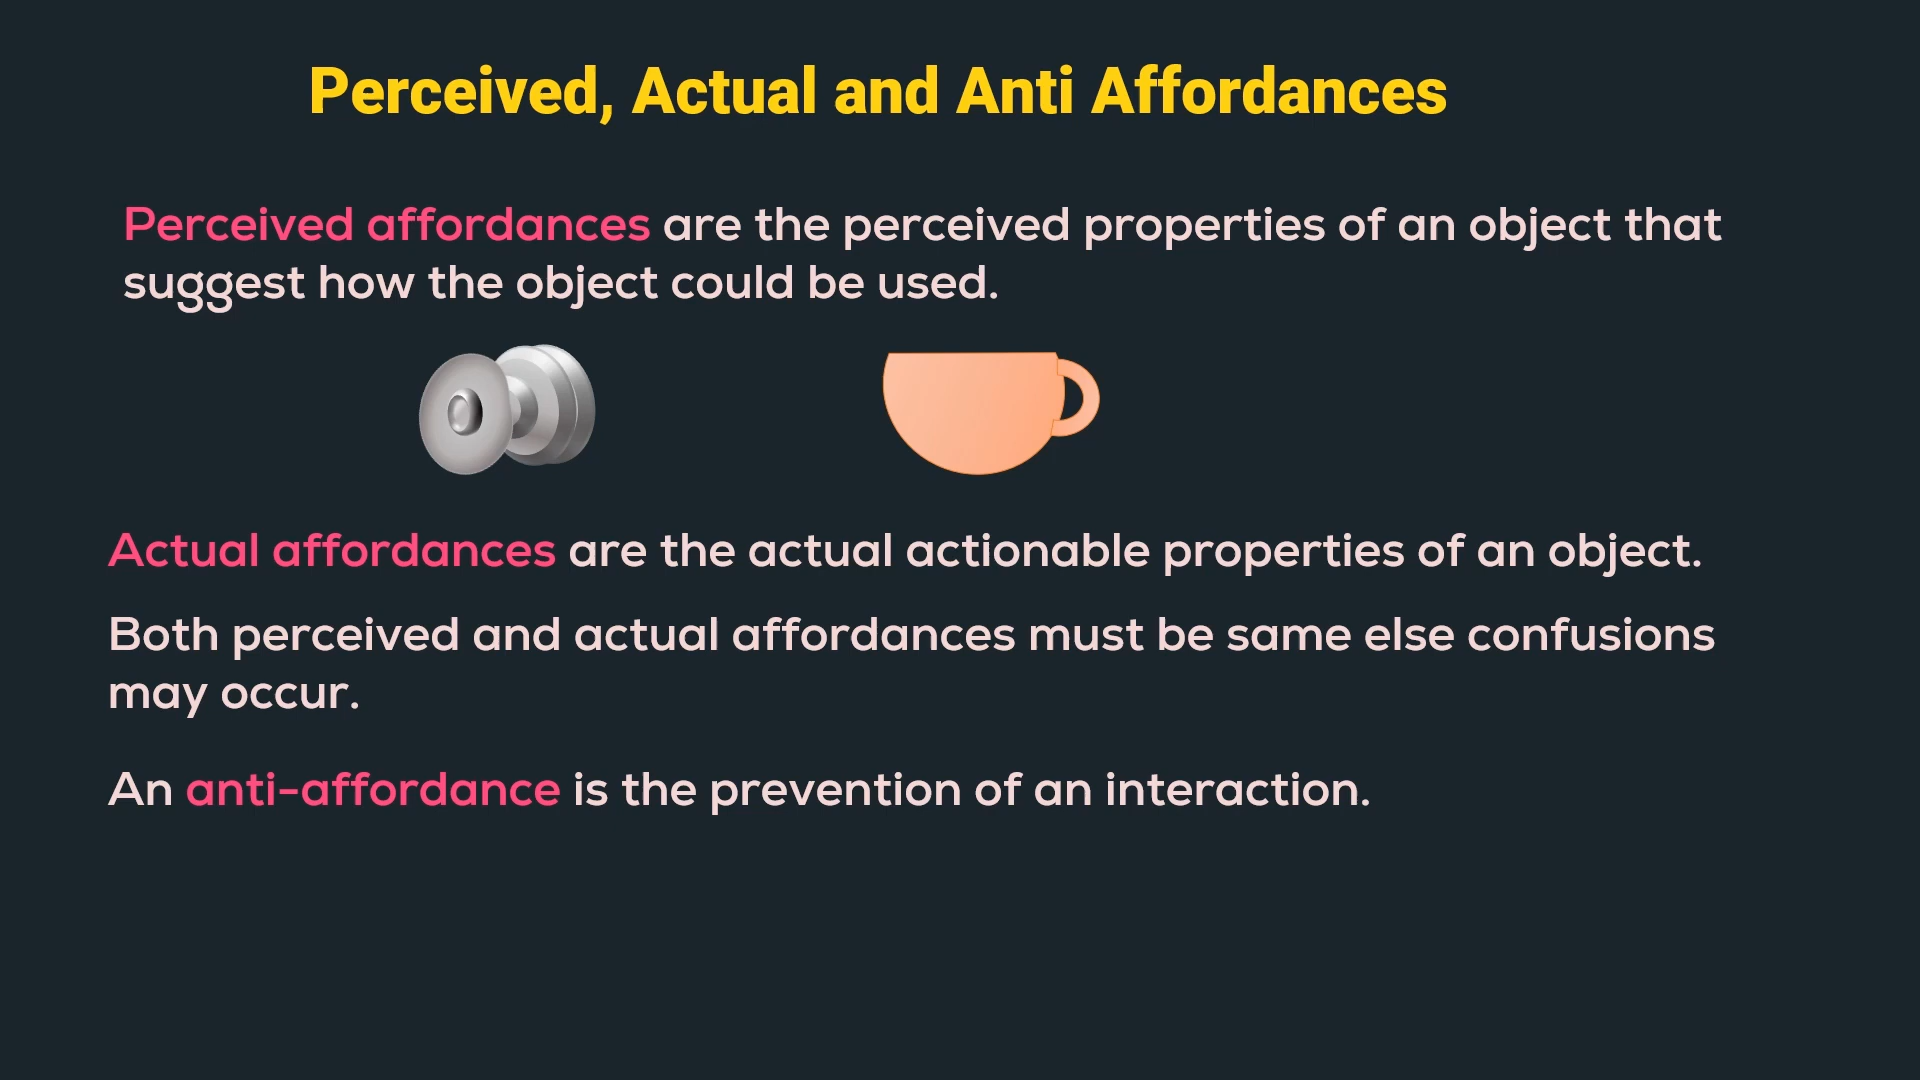 Perceived, Actual and Anti Affordances
Perceived affordances are the perceived properties of an object that
suggest how the object could be used.
Actual affordances are the actual actionable properties of an object.
Both perceived and actual affordances must be same else confusions
may occur.
An anti-affordance is the prevention of an interaction.